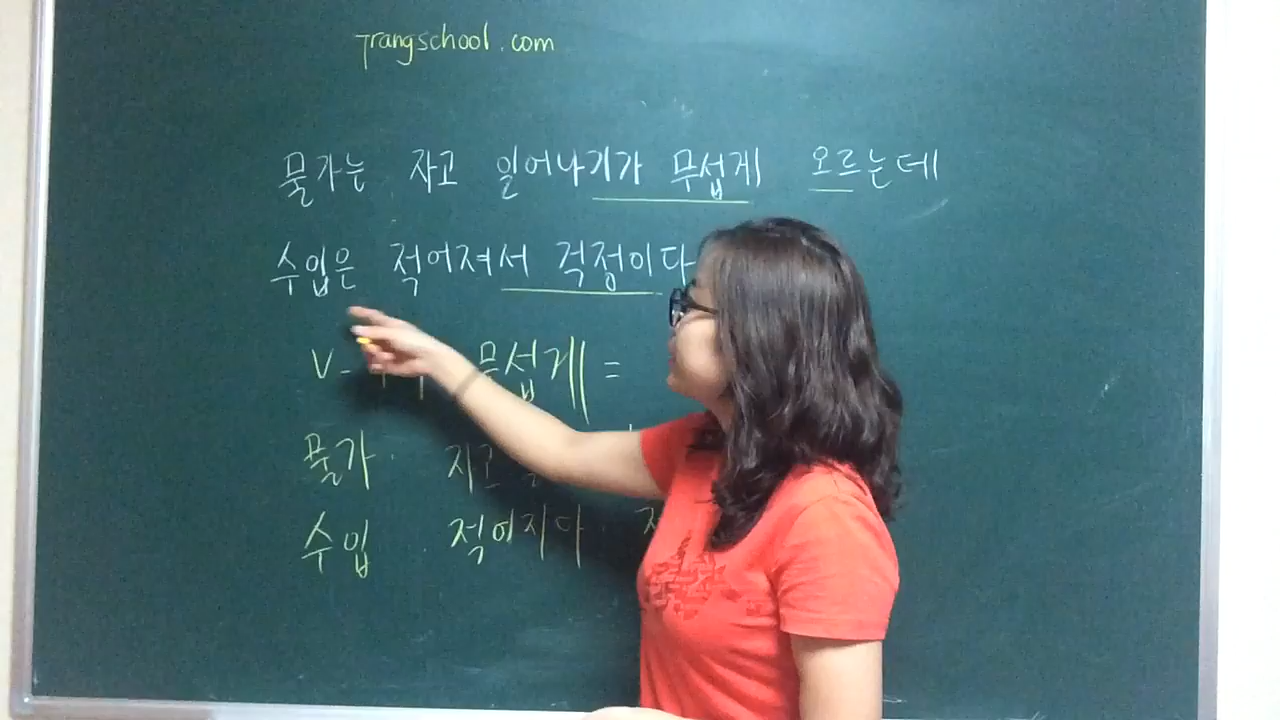 Trangschool.com
물가는 자고 일어나기가 무섭게 오르는데
수입은 적어져서 걱정이다
V- 무섭게 =
물가 자고
수입 적어지다